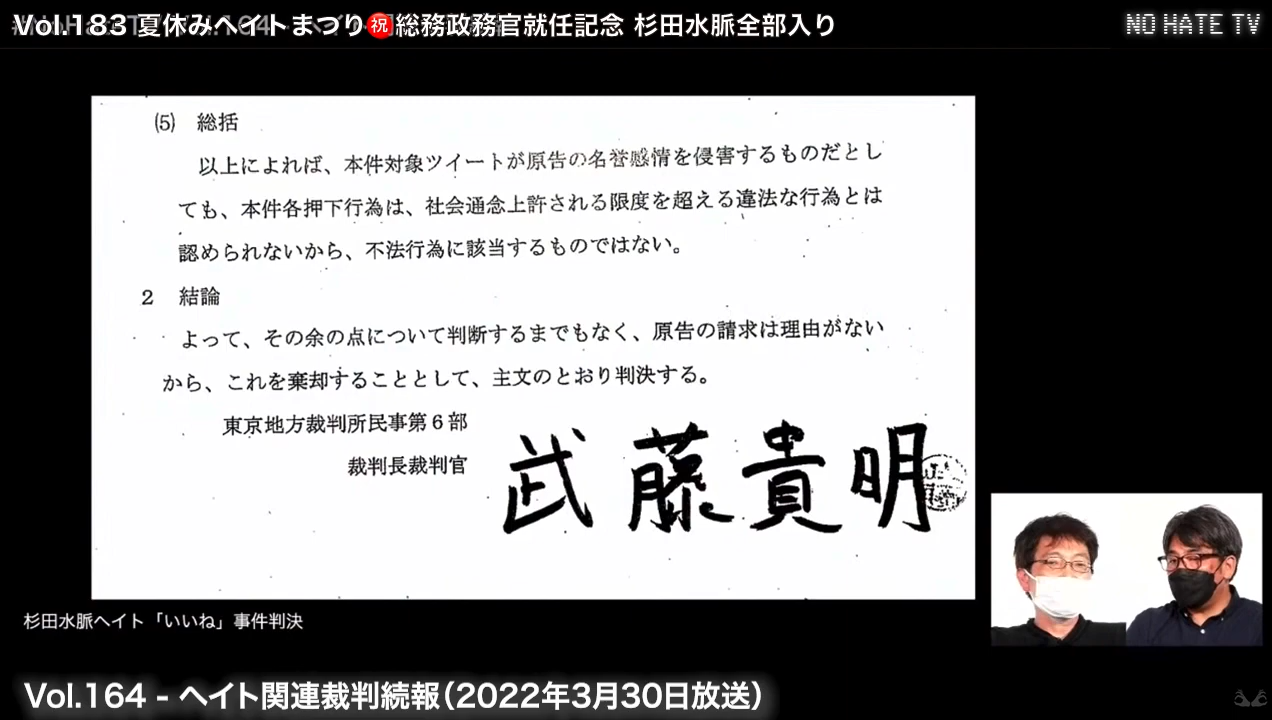 Vol.183 夏休みヘイトまつり㊗総務政務官就任記念 杉田水脈全部入り
NO HATE TV
(5) 総括
以上によれば、本件対象ツイートが原告の名誉感情を侵害するものだとし
ても、本件各押下行為は、社会通念上許される限度を超える違法な行為とは
認められないから、不法行為に該当するものではない。
2 結論
よって、その余の点について判断するまでもなく、原告の請求は理由がない
から、これを棄却することとして、主文のとおり判決する。
東京地方裁判所民事第6部
裁判長裁判官
武藤貴明
杉田水脈ヘイト「いいね」事件判決
Vol.164 - ヘイト関連裁判続報(2022年3月30日放送)